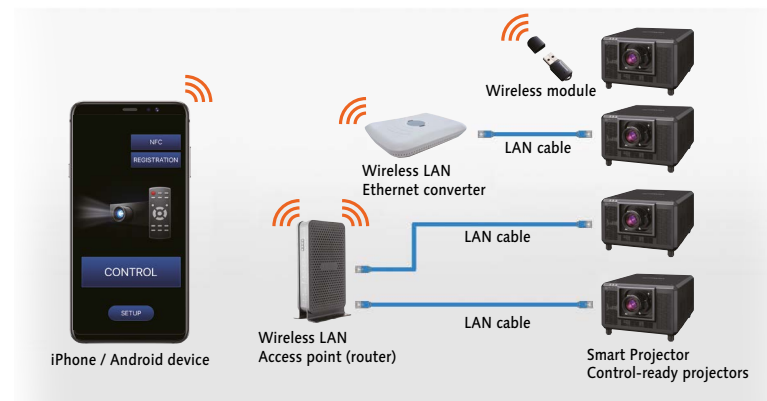 Wireless module
NFC
REGISTRATION
LAN cable
Wireless LAN
Ethernet converter
LAN cable
CONTROL
SETUP
LAN cable
Wireless LAN
Access point (router)
iPhone / Android device
Smart Projector
Control-ready projectors